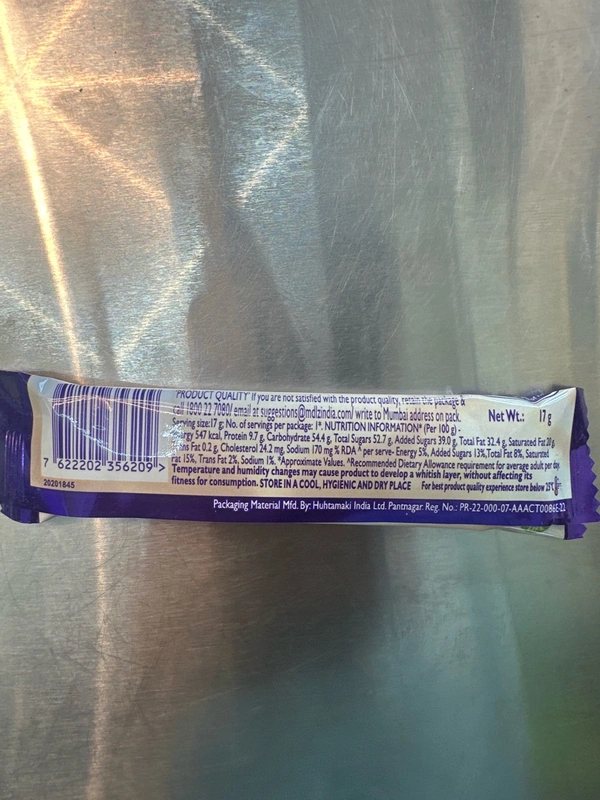 PRODUCT QUALITY If you are not satisfied with the product quality, retain the package &
call 1800 22 7080/ email at suggestions@mdlzindia.com/ write to Mumbai address on pack.
Net Wt.: 17 g
Serving size: 17 g; No. of servings per package: 1*. NUTRITION INFORMATION* (Per 100 g) -
Energy 547 kcal, Protein 9.7 g, Carbohydrate 54.4 g, Total Sugars 52.7 g, Added Sugars 39.0 g, Total Fat 32.4 g, Saturated Fat
Trans Fat 0.2 g, Cholesterol 24.2 mg, Sodium 170 mg % RDA^ per serve- Energy 5%, Added Sugars 13%, Total Fat 8%, Saturated
Fat 15%, Trans Fat 2%, Sodium 1%. *Approximate Values. ^Recommended Dietary Allowance requirement for average adult per day.
Temperature and humidity changes may cause product to develop a whitish layer, without affecting its
fitness for consumption. STORE IN A COOL, HYGIENIC AND DRY PLACE For best product quality experience store below 25°C
7 622202 356209 >
20201845
Packaging Material Mfd. By: Huhtamaki India Ltd. Pantnagar. Reg. No.: PR-22-000-07-AAACT0086E-22